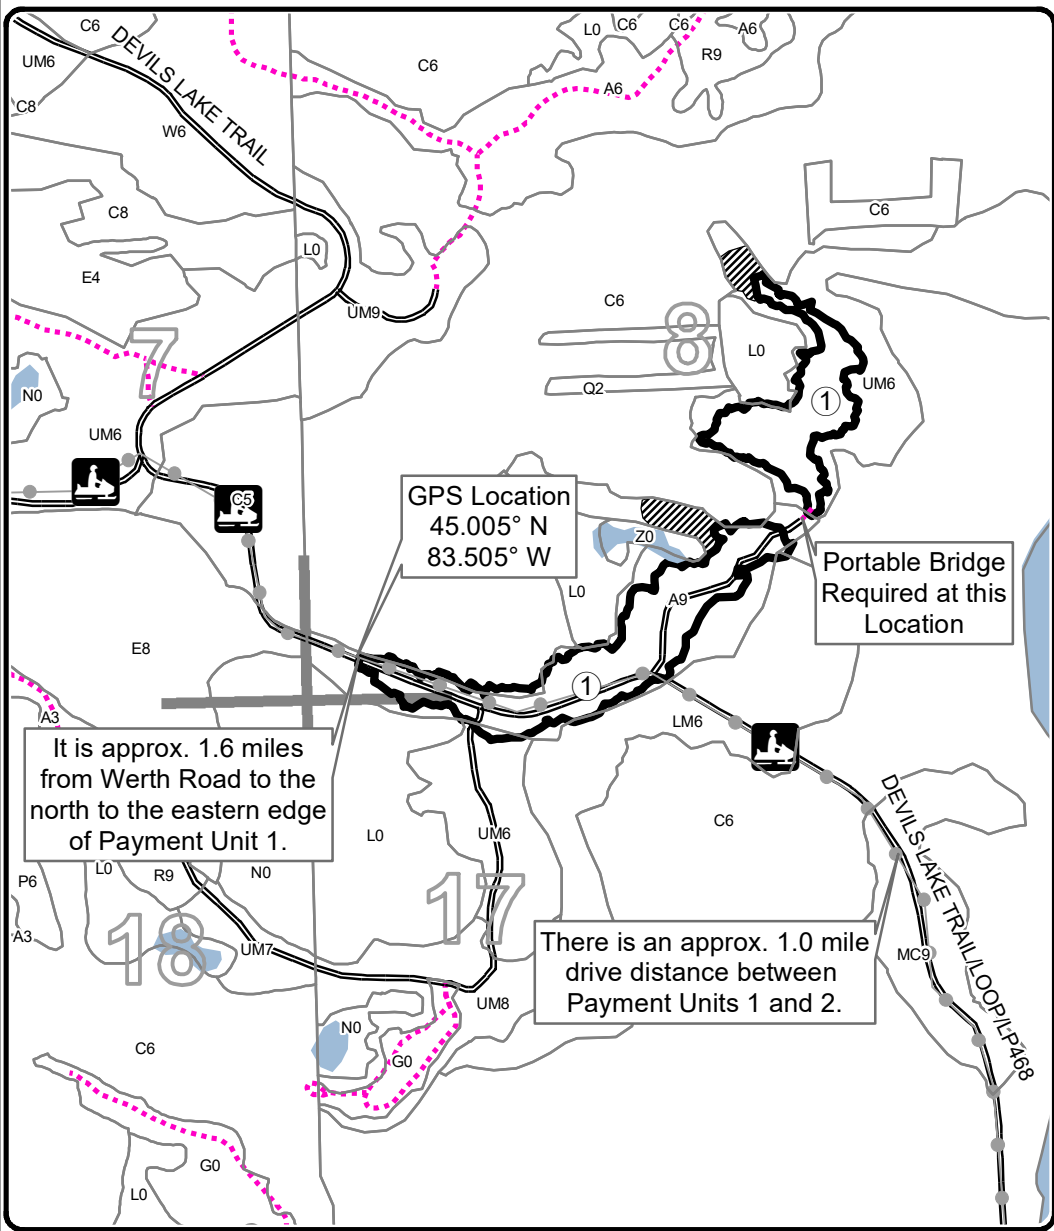 C6
L0
C6
C6
A6
UM6
DEVILS LAKE TRAIL
R9
C6
A6
C8
W6
C8
C6
L0
E4
C6
UM9
7
8
L0
N0
Q2
UM6
1
UM6
C5
GPS Location
45.005° N
83.505° W
Z0
Portable Bridge
Required at this
Location
L0
A9
E8
1
A3
LM6
It is approx. 1.6 miles
from Werth Road to the
north to the eastern edge
of Payment Unit 1.
DEVILS LAKE TRAIL/LOOP/LP468
C6
L0
UM6
L0
R9
N0
P6
17
A3
18
UM7
There is an approx. 1.0 mile
drive distance between
Payment Units 1 and 2.
MC9
UM8
N0
C6
G0
G0
L0